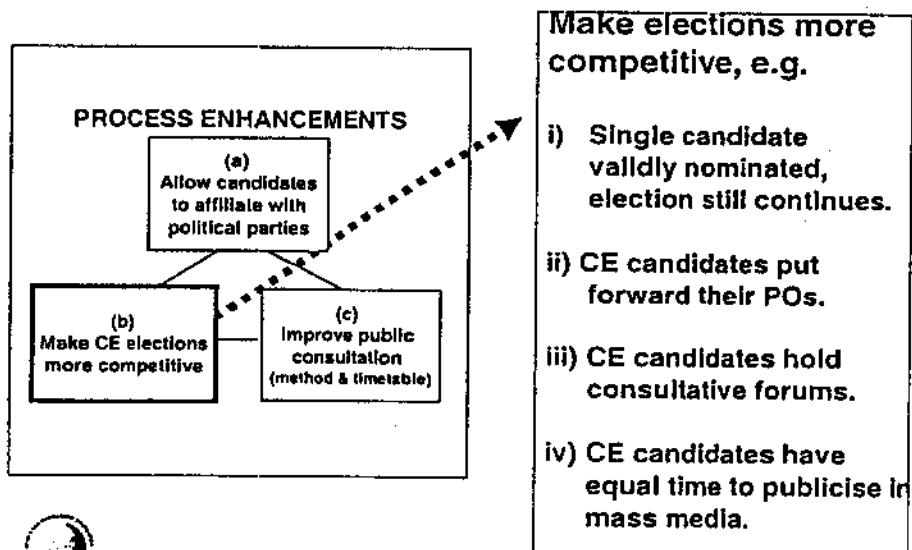 PROCESS ENHANCEMENTS
(a)
Allow candidates
to affiliate with
political parties
(b)
Make CE elections
more competitive
(c)
Improve public
consultation
(method & timetable)
Make elections more
competitive, e.g.
i) Single candidate
validly nominated,
election still continues.
ii) CE candidates put
forward their POs.
iii) CE candidates hold
consultative forums.
iv) CE candidates have
equal time to publicise in
mass media.